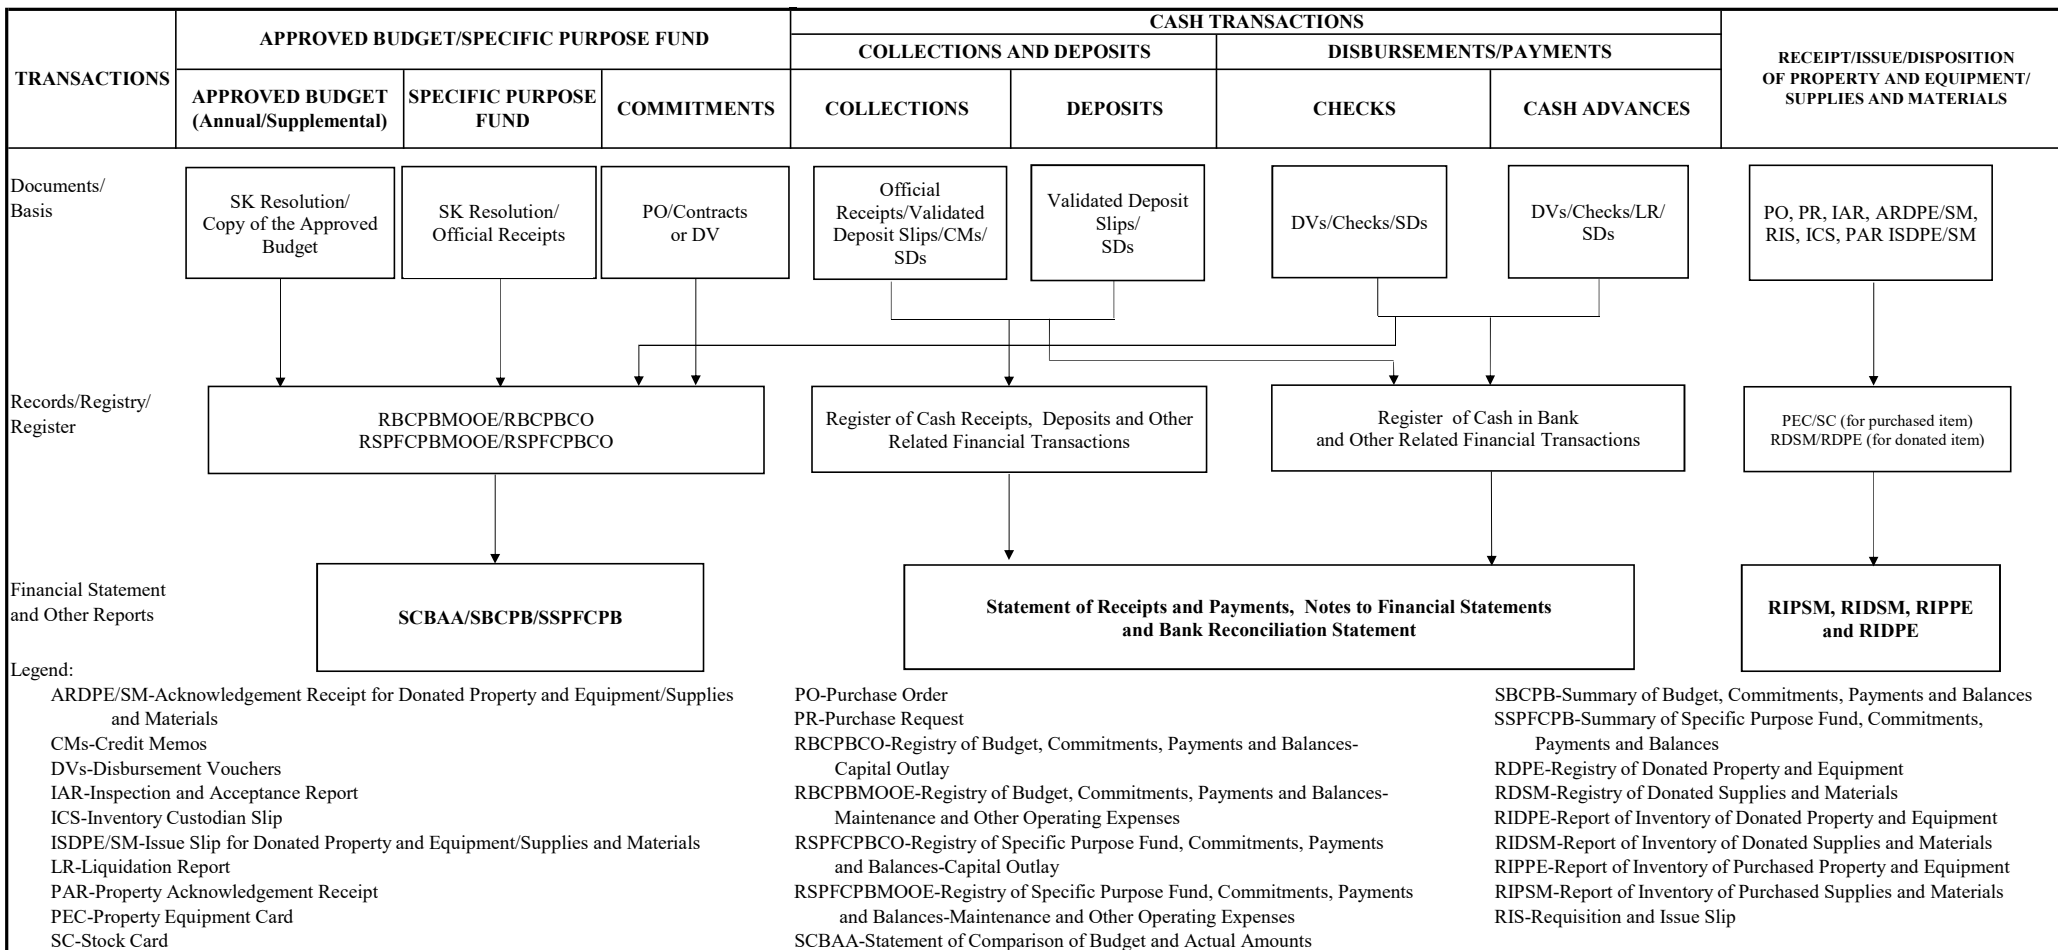 TRANSACTIONS
APPROVED BUDGET/SPECIFIC PURPOSE FUND
CASH TRANSACTIONS
COLLECTIONS AND DEPOSITS
DISBURSEMENTS/PAYMENTS
RECEIPT/ISSUE/DISPOSITION
OF PROPERTY AND EQUIPMENT/
SUPPLIES AND MATERIALS
APPROVED BUDGET
(Annual/Supplemental)
SPECIFIC PURPOSE
FUND
COMMITMENTS
COLLECTIONS
DEPOSITS
CHECKS
CASH ADVANCES
Documents/
Basis
SK Resolution/
Copy of the Approved
Budget
SK Resolution/
Official Receipts
PO/Contracts
or DV
Official
Receipts/Validated
Deposit Slips/CMs/
SDs
Validated Deposit
Slips/
SDs
DVs/Checks/SDs
DVs/Checks/LR/
SDs
PO, PR, IAR, ARDPE/SM,
RIS, ICS, PAR ISDPE/SM
Records/Registry/
Register
RBCPBMOOE/RBCPBCO
RSPFCPBMOOE/RSPFCPBCO
Register of Cash Receipts, Deposits and Other
Related Financial Transactions
Register of Cash in Bank
and Other Related Financial Transactions
PEC/SC (for purchased item)
RDSM/RDPE (for donated item)
Financial Statement
and Other Reports
SCBAA/SBCPB/SSPFCPB
Statement of Receipts and Payments, Notes to Financial Statements
and Bank Reconciliation Statement
RIPSM, RIDSM, RIPPE
and RIDPE
Legend:
ARDPE/SM-Acknowledgement Receipt for Donated Property and Equipment/Supplies
and Materials
CMs-Credit Memos
DVs-Disbursement Vouchers
IAR-Inspection and Acceptance Report
ICS-Inventory Custodian Slip
ISDPE/SM-Issue Slip for Donated Property and Equipment/Supplies and Materials
LR-Liquidation Report
PAR-Property Acknowledgement Receipt
PEC-Property Equipment Card
SC-Stock Card
PO-Purchase Order
PR-Purchase Request
RBCPBCO-Registry of Budget, Commitments, Payments and Balances-
Capital Outlay
RBCPBMOOE-Registry of Budget, Commitments, Payments and Balances-
Maintenance and Other Operating Expenses
RSPFCPBCO-Registry of Specific Purpose Fund, Commitments, Payments
and Balances-Capital Outlay
RSPFCPBMOOE-Registry of Specific Purpose Fund, Commitments, Payments
and Balances-Maintenance and Other Operating Expenses
SCBAA-Statement of Comparison of Budget and Actual Amounts
SBCPB-Summary of Budget, Commitments, Payments and Balances
SSPFCPB-Summary of Specific Purpose Fund, Commitments,
Payments and Balances
RDPE-Registry of Donated Property and Equipment
RDSM-Registry of Donated Supplies and Materials
RIDPE-Report of Inventory of Donated Property and Equipment
RIDSM-Report of Inventory of Donated Supplies and Materials
RIPPE-Report of Inventory of Purchased Property and Equipment
RIPSM-Report of Inventory of Purchased Supplies and Materials
RIS-Requisition and Issue Slip